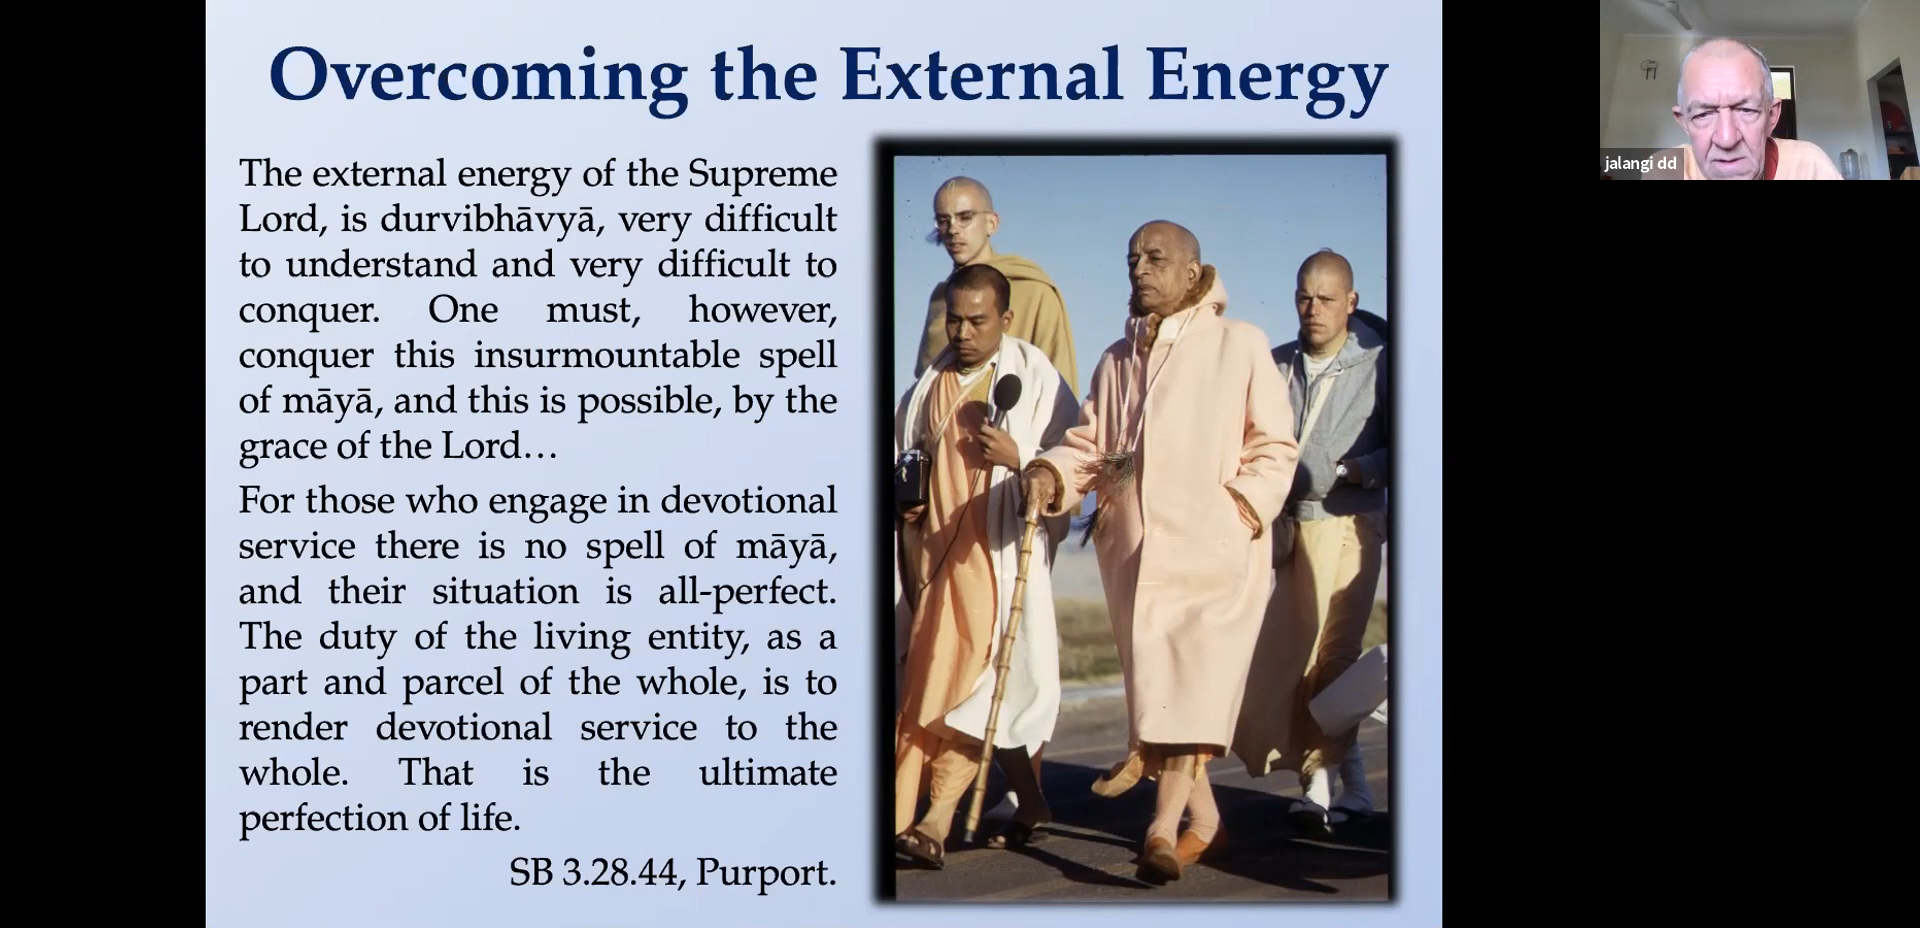 Overcoming the External Energy
The external energy of the Supreme
Lord, is durvibhāvyā, very difficult
to understand and very difficult to
conquer. One must, however,
conquer this insurmountable spell
of māyā, and this is possible, by the
grace of the Lord…
For those who engage in devotional
service there is no spell of māyā,
and their situation is all-perfect.
The duty of the living entity, as a
part and parcel of the whole, is to
render devotional service to the
whole. That is the ultimate
perfection of life.
SB 3.28.44, Purport.
jalangi dd